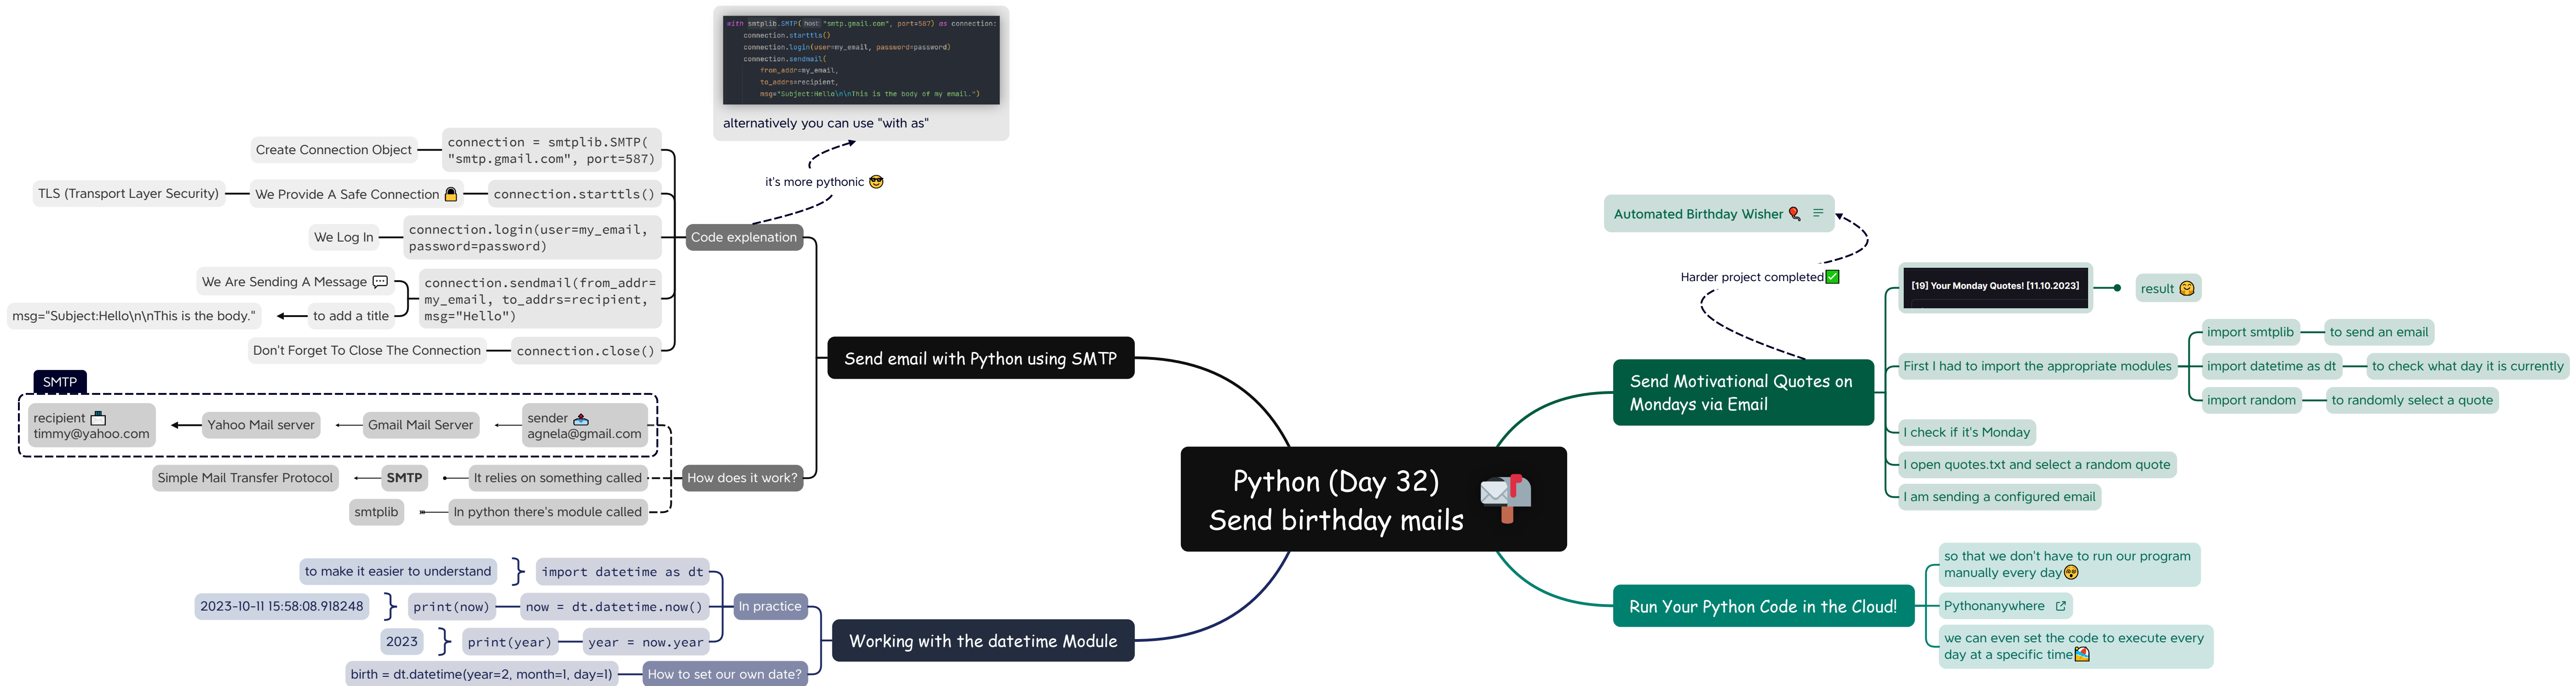 with smtplib.SMTP( host: "smtp.gmail.com", port=587) as connection:
connection.starttls()
connection.login(user=my_email, password=password)
connection.sendmail(
from_addr=my_email,
to_addrs=recipient,
msg="Subject:Hello\n\nThis is the body of my email.")
alternatively you can use "with as"
it's more pythonic 😎
Create Connection Object
connection = smtplib.SMTP(
"smtp.gmail.com", port=587)
TLS (Transport Layer Security)
We Provide A Safe Connection 🔒
connection.starttls()
We Log In
connection.login(user=my_email,
password=password)
Code explenation
We Are Sending A Message 💬
connection.sendmail(from_addr=
my_email, to_addrs=recipient,
msg="Hello")
msg="Subject:Hello\n\nThis is the body."
to add a title
Don't Forget To Close The Connection
connection.close()
Send email with Python using SMTP
SMTP
recipient
timmy@yahoo.com
Yahoo Mail server
Gmail Mail Server
sender 📤
agnela@gmail.com
Simple Mail Transfer Protocol
SMTP
It relies on something called
How does it work?
smtplib
In python there's module called
Python (Day 32)
Send birthday mails
to make it easier to understand
import datetime as dt
2023-10-11 15:58:08.918248
print(now)
now = dt.datetime.now()
In practice
2023
print(year)
year = now.year
birth = dt.datetime(year=2, month=1, day=1)
How to set our own date?
Working with the datetime Module
Automated Birthday Wisher 🎈
Harder project completed✅
Send Motivational Quotes on
Mondays via Email
[19] Your Monday Quotes! [11.10.2023]
result 🤗
First I had to import the appropriate modules
import smtplib
to send an email
import datetime as dt
to check what day it is currently
import random
to randomly select a quote
I check if it's Monday
I open quotes.txt and select a random quote
I am sending a configured email
Run Your Python Code in the Cloud!
so that we don't have to run our program
manually every day😵
Pythonanywhere
we can even set the code to execute every
day at a specific time🏖